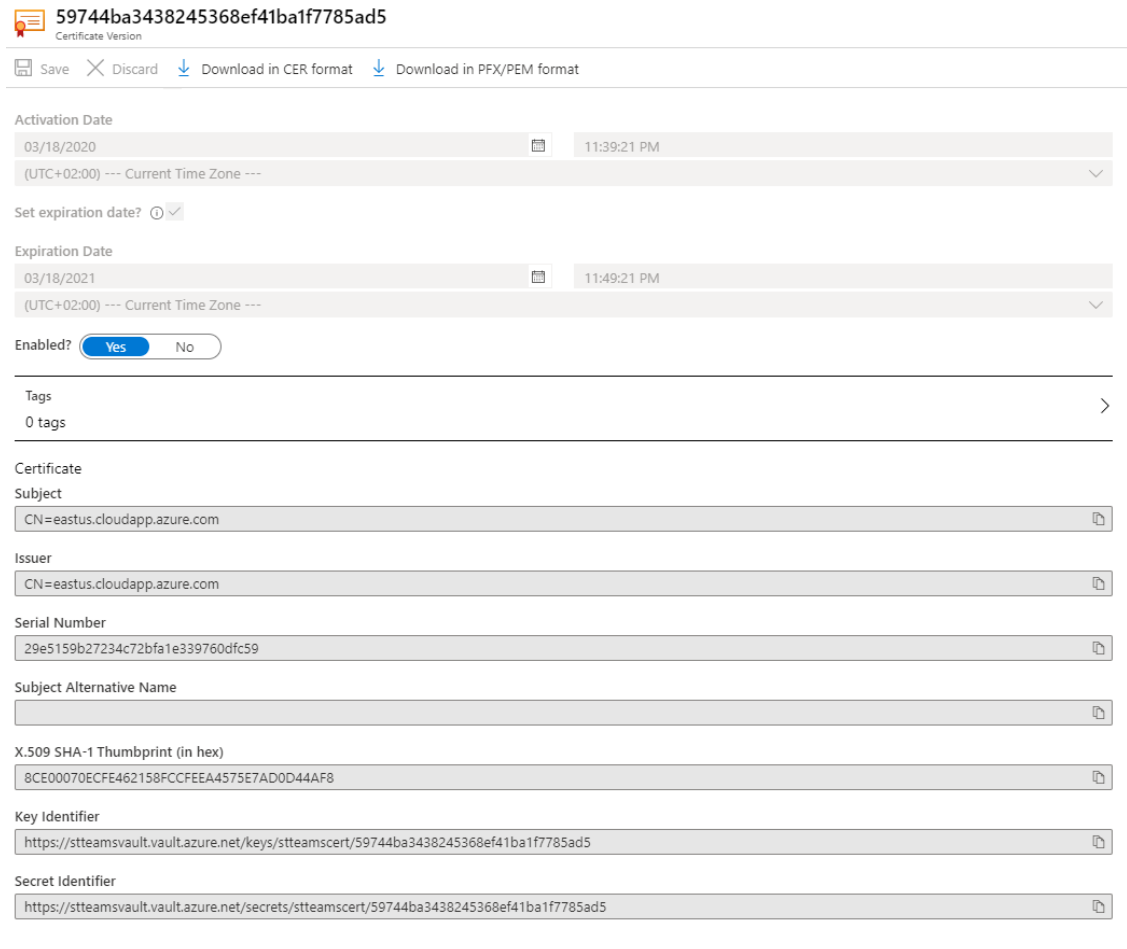 59744ba3438245368ef41ba1f7785ad5
Certificate Version
Save Discard Download in CER format Download in PFX/PEM format
Activation Date
03/18/2020 11:39:21 PM
(UTC+02:00) --- Current Time Zone ---
Set expiration date?
Expiration Date
03/18/2021 11:49:21 PM
(UTC+02:00) --- Current Time Zone ---
Enabled? Yes No
Tags
0 tags
Certificate
Subject
CN=eastus.cloudapp.azure.com
Issuer
CN=eastus.cloudapp.azure.com
Serial Number
29e5159b27234c72bfa1e339760dfc59
Subject Alternative Name
X.509 SHA-1 Thumbprint (in hex)
8CE00070ECFE462158FCCFEEA4575E7AD0D44AF8
Key Identifier
https://stteamsvault.vault.azure.net/keys/stteamscert/59744ba3438245368ef41ba1f7785ad5
Secret Identifier
https://stteamsvault.vault.azure.net/secrets/stteamscert/59744ba3438245368ef41ba1f7785ad5